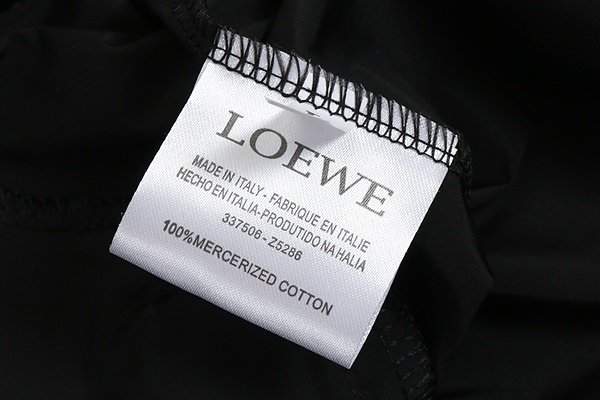 LOEWE
MADE IN ITALY - FABRIQUE EN ITALIE
HECHO EN ITALIA-PRODUTIDO NA HALIA
337506 - Z5286
100%MERCERIZED COTTON